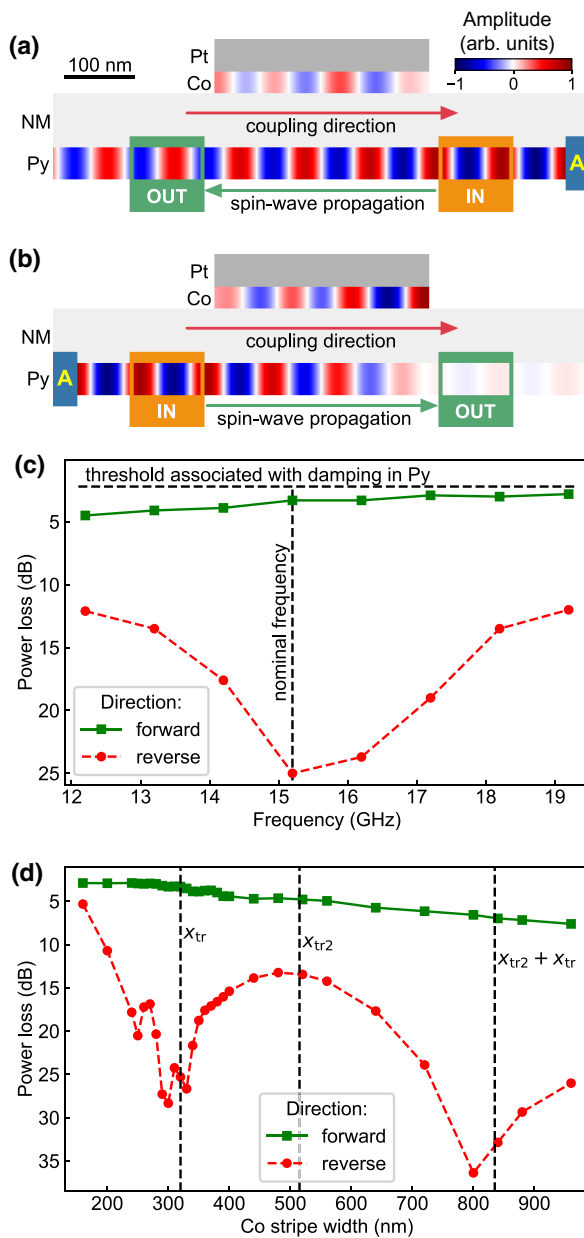 (a)
100 nm
Amplitude
(arb. units)
-1 0 1
Pt
Co
NM
coupling direction
Py
A
OUT
spin-wave propagation
IN
(b)
Pt
Co
NM
coupling direction
A
Py
IN
spin-wave propagation
OUT
(c)
threshold associated with damping in Py
5
10
15
20
25
Power loss (dB)
nominal frequency
Direction:
forward
reverse
12 13 14 15 16 17 18 19
Frequency (GHz)
(d)
5
10
15
20
25
30
35
Power loss (dB)
xtr
xtr2
xtr2 + xtr
Direction:
forward
reverse
200 300 400 500 600 700 800 900
Co stripe width (nm)